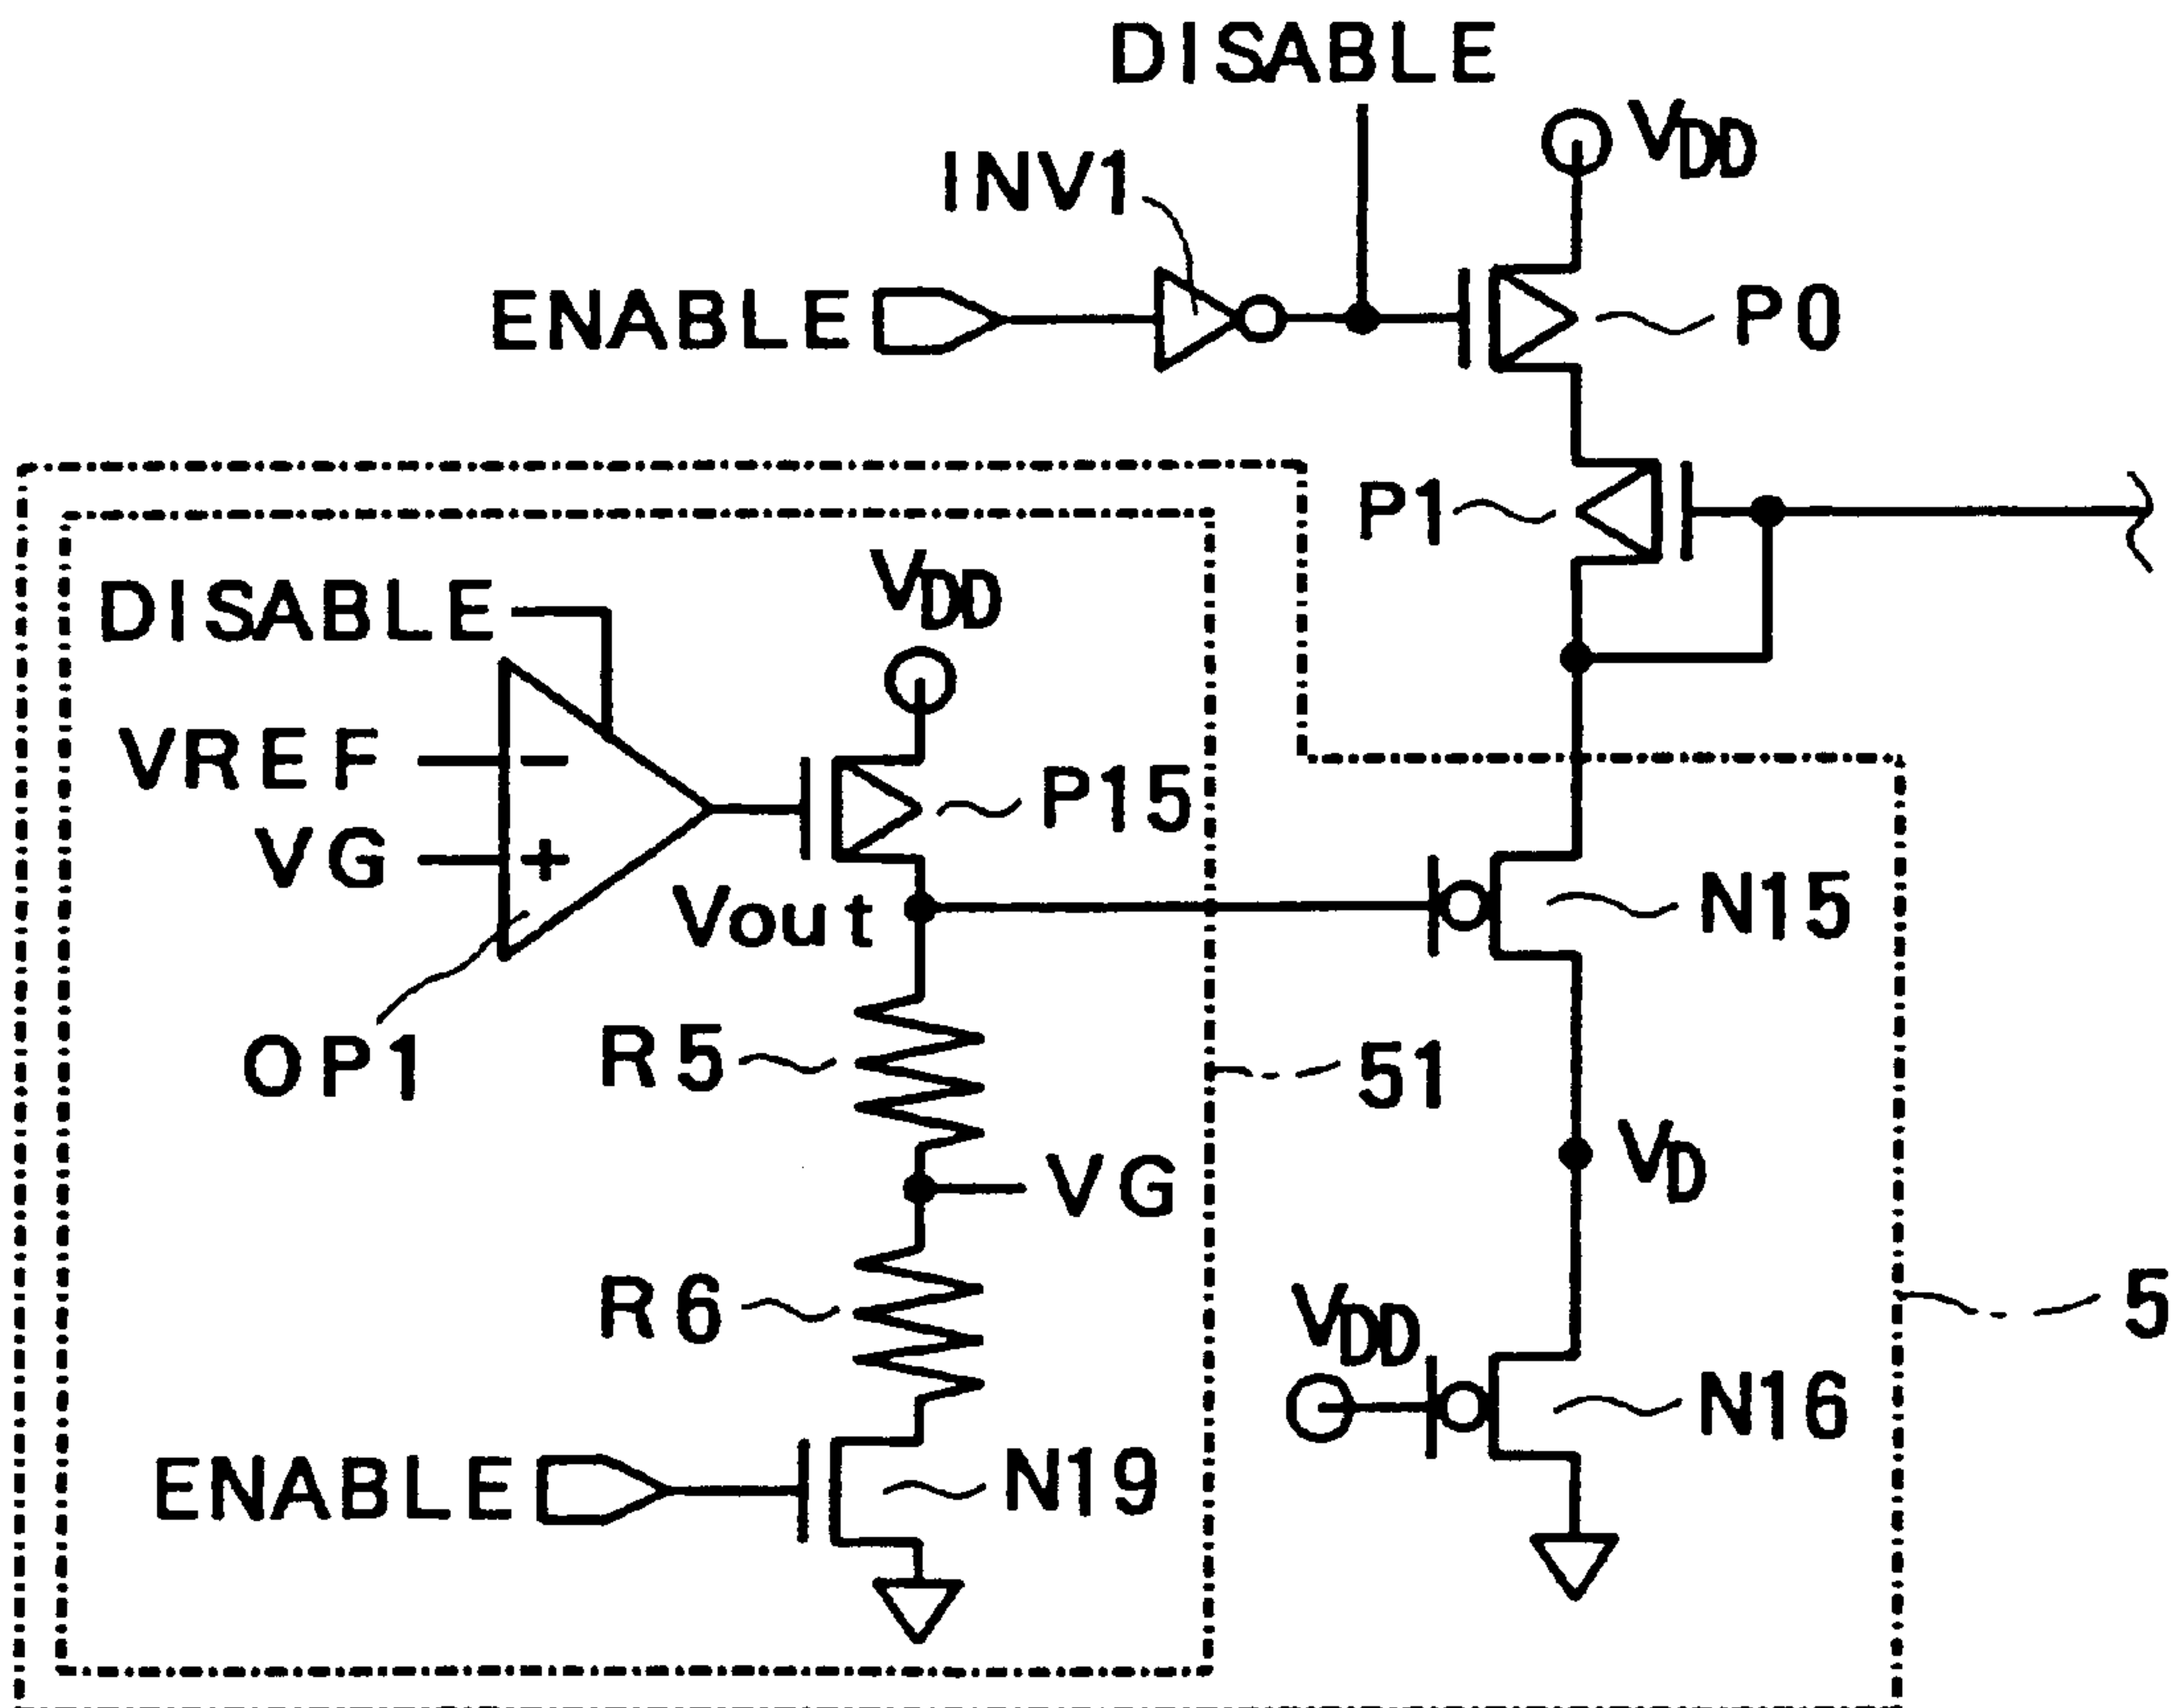 DISABLE
VDD
INV1
ENABLE
P0
P1
DISABLE
VDD
VREF
-
VG
+
P15
Vout
N15
OP1
R5
51
VG
VD
R6
VDD
5
N16
ENABLE
N19